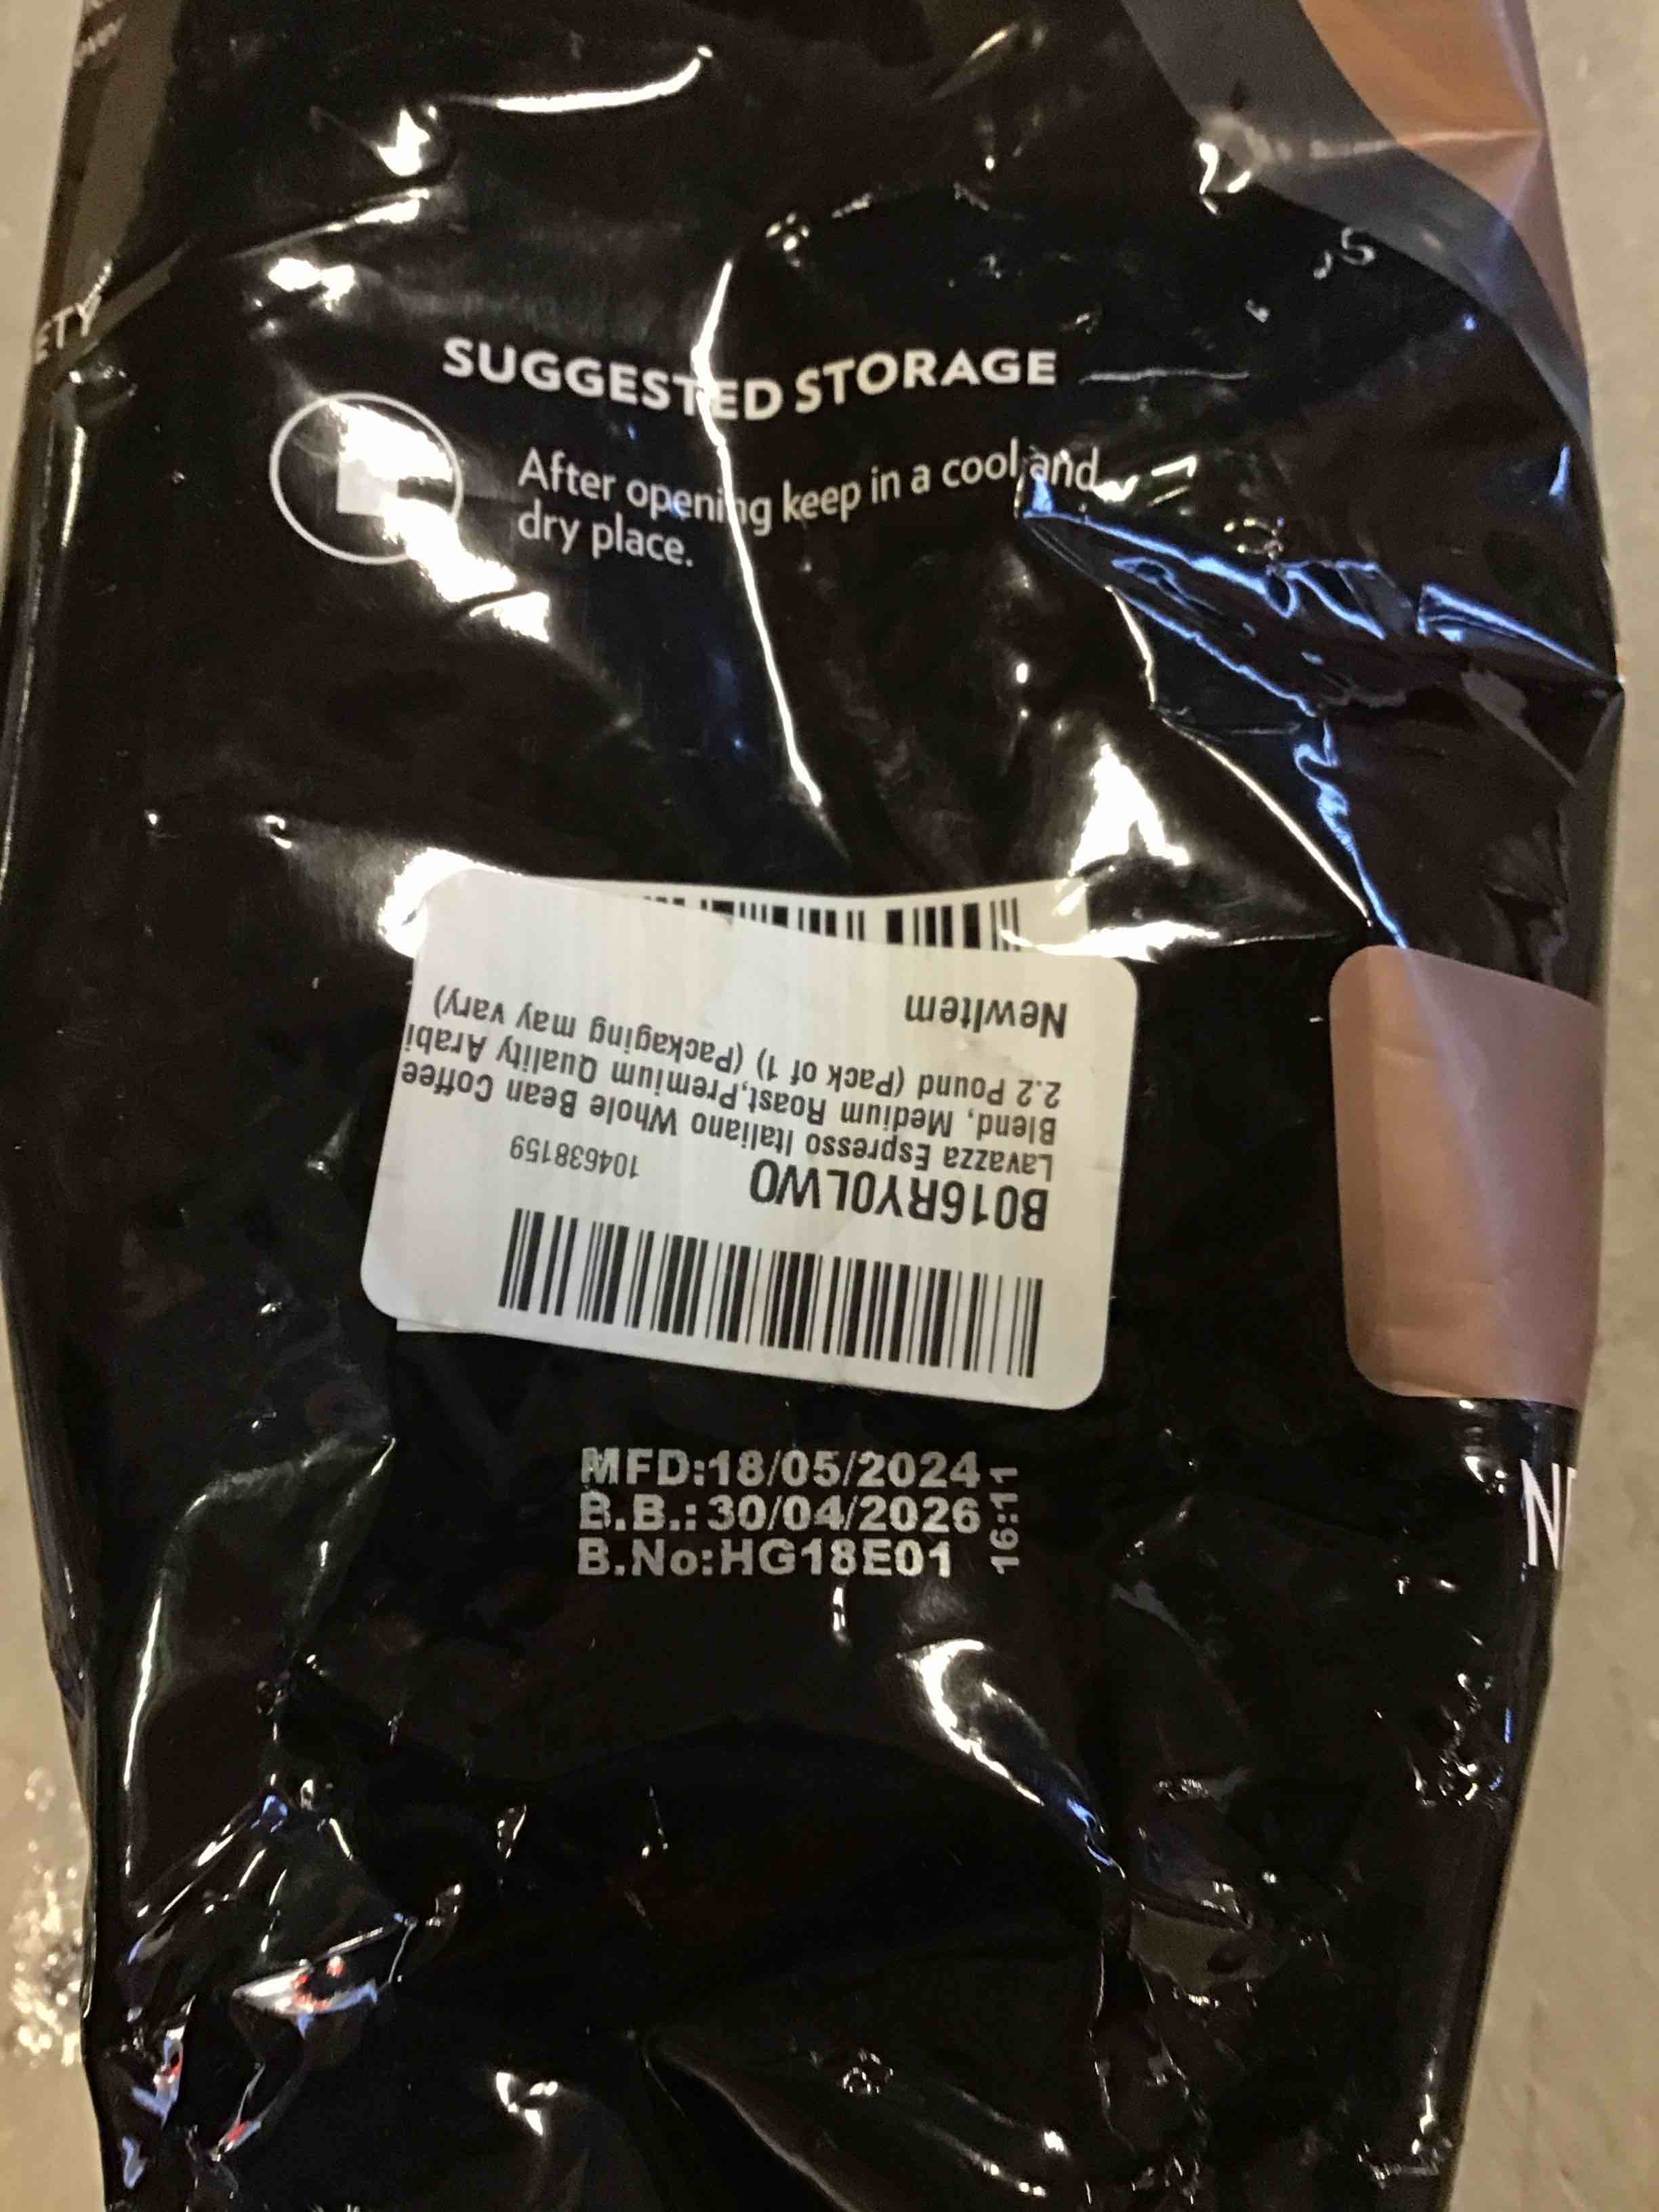 ETY
SUGGESTED STORAGE
After opening keep in a cool and
dry place.
B016RY0LWO
104638159
Lavazza Espresso Italiano Whole Bean Coffee
Blend, Medium Roast,Premium Quality Arabi
2.2 Pound (Pack of 1) (Packaging may vary)
NewItem
MFD:18/05/2024
B.B.:30/04/2026
B.No:HG18E01
16:11